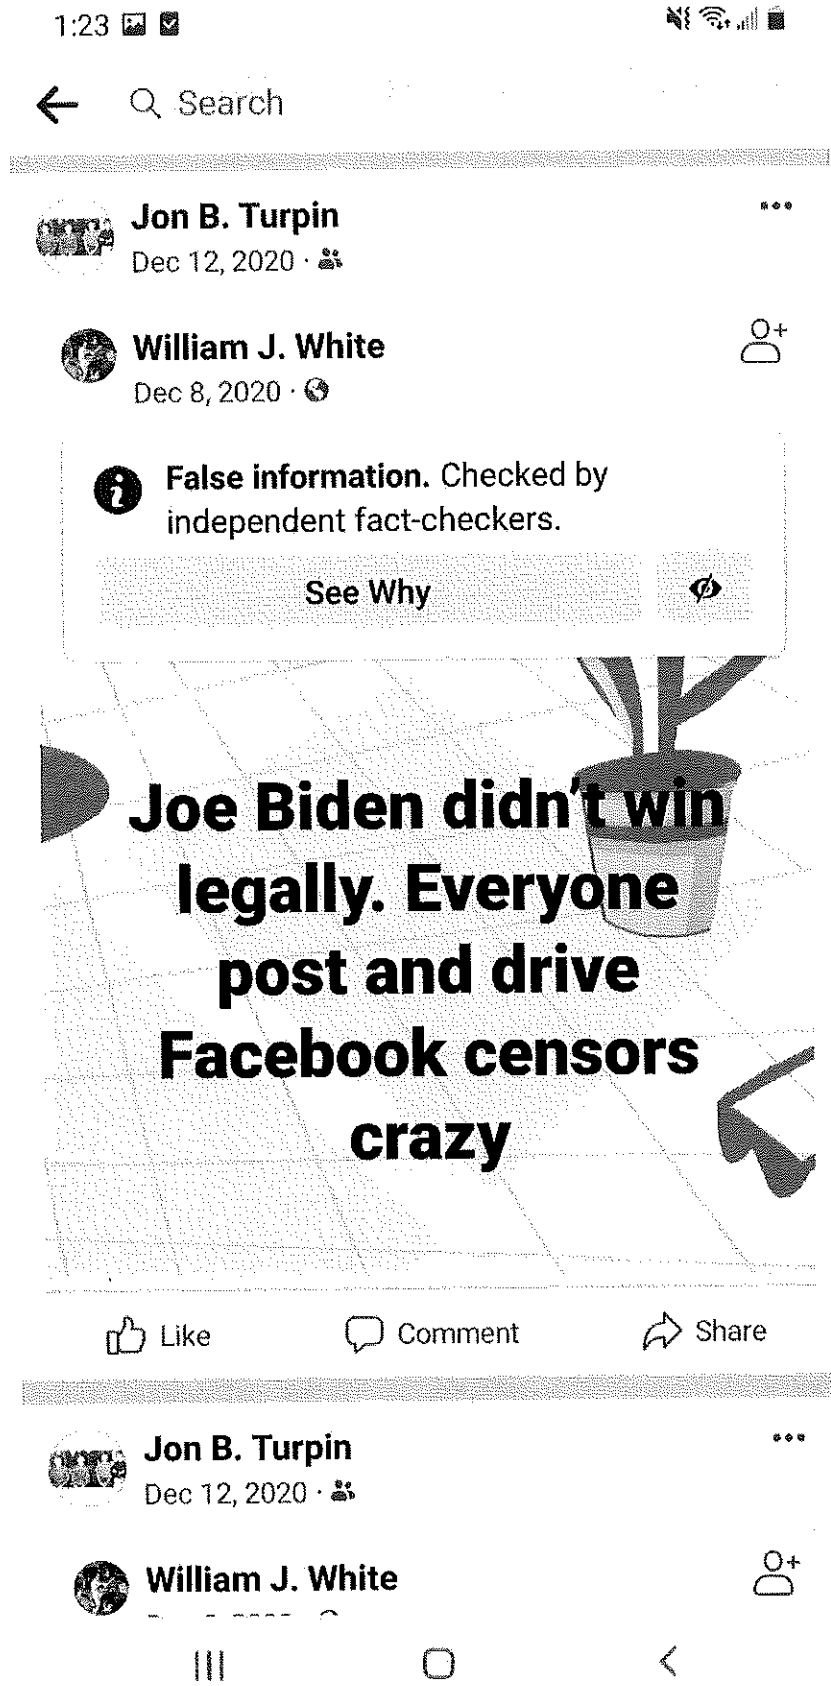 1:23
Search
Jon B. Turpin
Dec 12, 2020 ·
William J. White
Dec 8, 2020 ·
False information. Checked by
independent fact-checkers.
See Why
Joe Biden didn't win
legally. Everyone
post and drive
Facebook censors
crazy
Like
Comment
Share
Jon B. Turpin
Dec 12, 2020 ·
William J. White